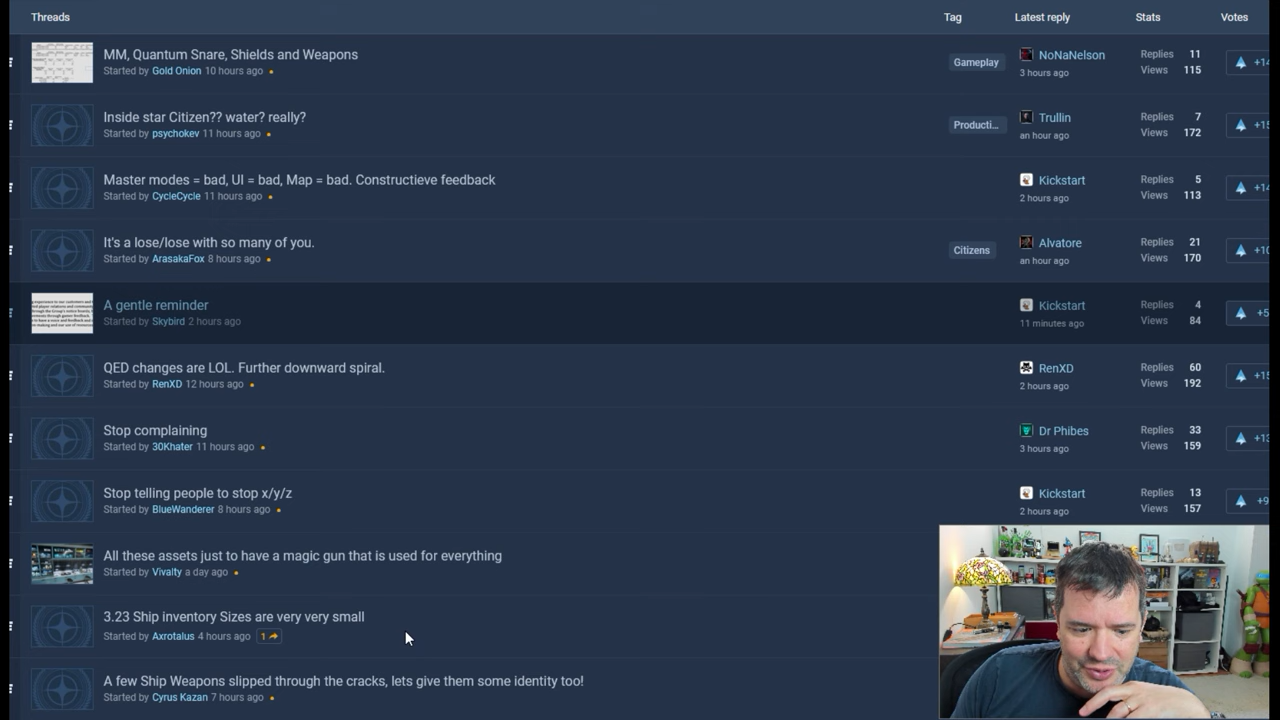 Threads Tag Latest reply Stats Votes
MM, Quantum Snare, Shields and Weapons
Started by Gold Onion 10 hours ago
Gameplay
NoNaNelson
3 hours ago
Replies 11
Views 115
+14
Inside star Citizen?? water? really?
Started by psychokev 11 hours ago
Producti...
Trullin
an hour ago
Replies 7
Views 172
+15
Master modes = bad, UI = bad, Map = bad. Constructieve feedback
Started by CycleCycle 11 hours ago
Kickstart
2 hours ago
Replies 5
Views 113
+14
It's a lose/lose with so many of you.
Started by ArasakaFox 8 hours ago
Citizens
Alvatore
an hour ago
Replies 21
Views 170
+10
A gentle reminder
Started by Skybird 2 hours ago
Kickstart
11 minutes ago
Replies 4
Views 84
+5
QED changes are LOL. Further downward spiral.
Started by RenXD 12 hours ago
RenXD
2 hours ago
Replies 60
Views 192
+15
Stop complaining
Started by 30Khater 11 hours ago
Dr Phibes
3 hours ago
Replies 33
Views 159
+13
Stop telling people to stop x/y/z
Started by BlueWanderer 8 hours ago
Kickstart
2 hours ago
Replies 13
Views 157
+9
All these assets just to have a magic gun that is used for everything
Started by Vivalty a day ago
3.23 Ship inventory Sizes are very very small
Started by Axrotalus 4 hours ago 1
A few Ship Weapons slipped through the cracks, lets give them some identity too!
Started by Cyrus Kazan 7 hours ago